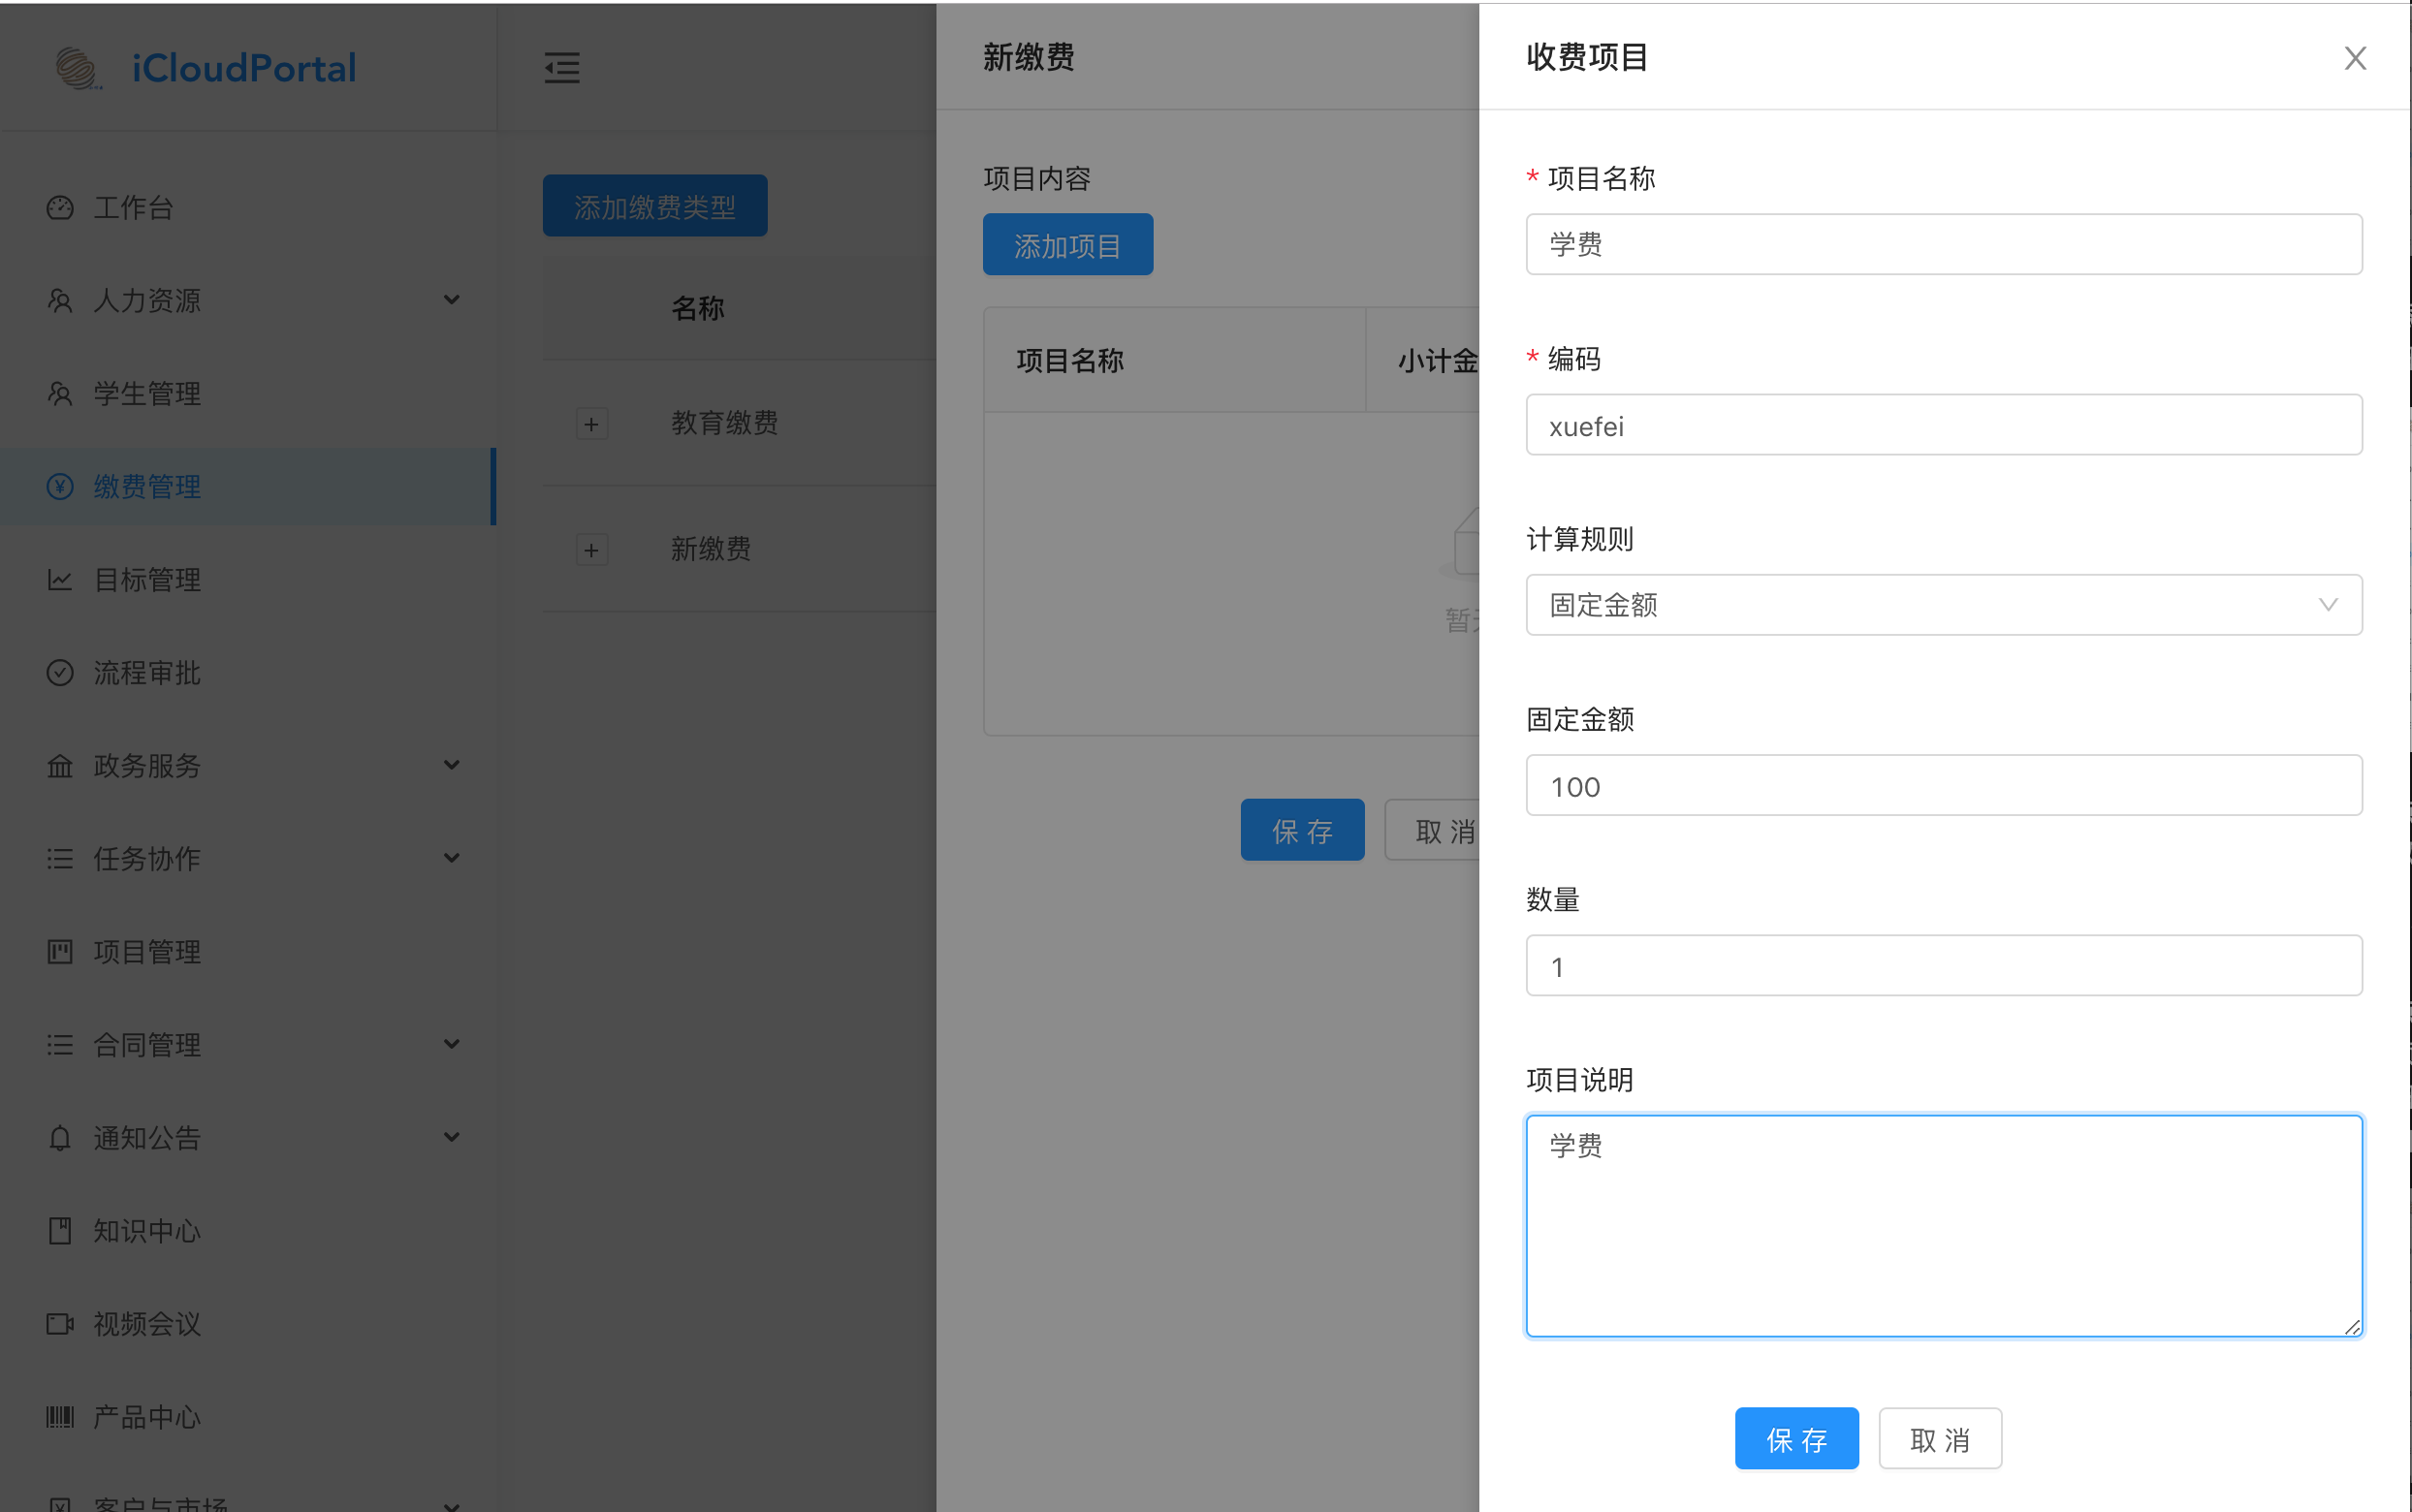 iCloudPortal
工作台
人力资源
学生管理
缴费管理
目标管理
流程审批
政务服务
任务协作
项目管理
合同管理
通知公告
知识中心
视频会议
产品中心
客户与市场
添加缴费类型
名称
教育缴费
新缴费
新缴费
项目内容
添加项目
项目名称 小计金
暂
保 存 取 消
收费项目
* 项目名称
学费
* 编码
xuefei
计算规则
固定金额
固定金额
100
数量
1
项目说明
学费
保 存 取 消